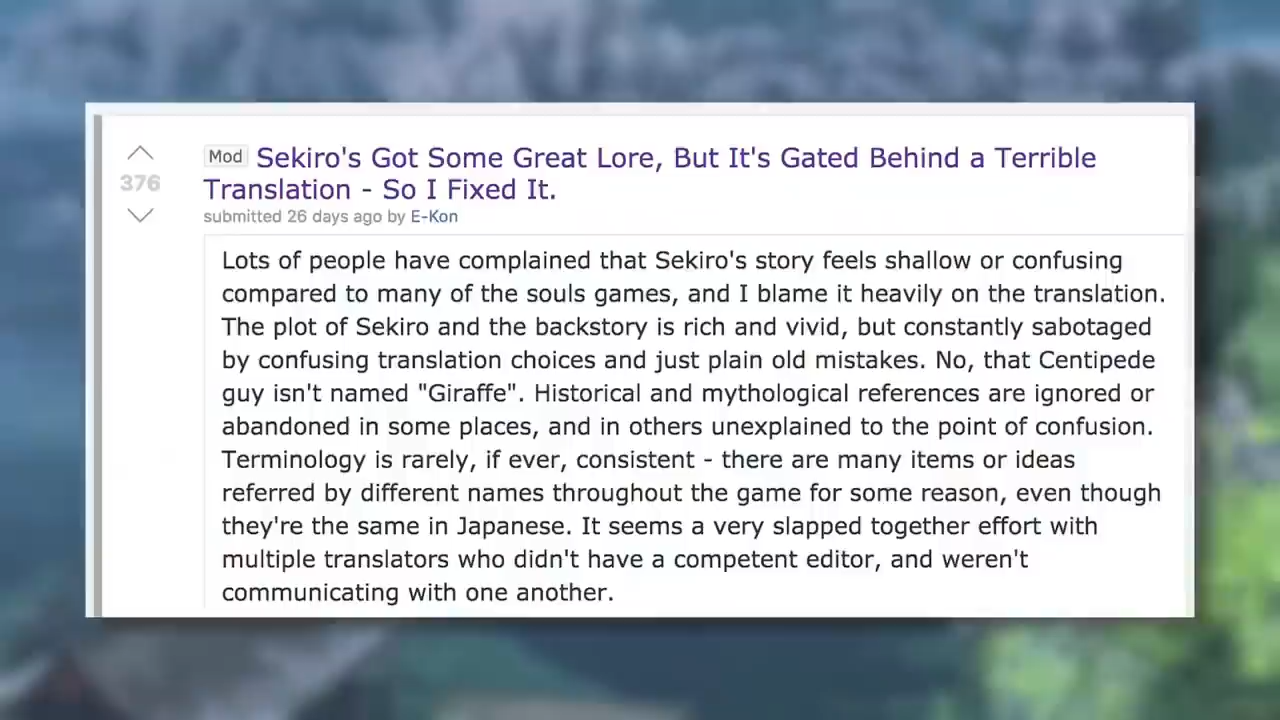 Mod Sekiro's Got Some Great Lore, But It's Gated Behind a Terrible
376
Translation - So I Fixed It.
submitted 26 days ago by E-Kon
Lots of people have complained that Sekiro's story feels shallow or confusing
compared to many of the souls games, and I blame it heavily on the translation.
The plot of Sekiro and the backstory is rich and vivid, but constantly sabotaged
by confusing translation choices and just plain old mistakes. No, that Centipede
guy isn't named "Giraffe". Historical and mythological references are ignored or
abandoned in some places, and in others unexplained to the point of confusion.
Terminology is rarely, if ever, consistent - there are many items or ideas
referred by different names throughout the game for some reason, even though
they're the same in Japanese. It seems a very slapped together effort with
multiple translators who didn't have a competent editor, and weren't
communicating with one another.